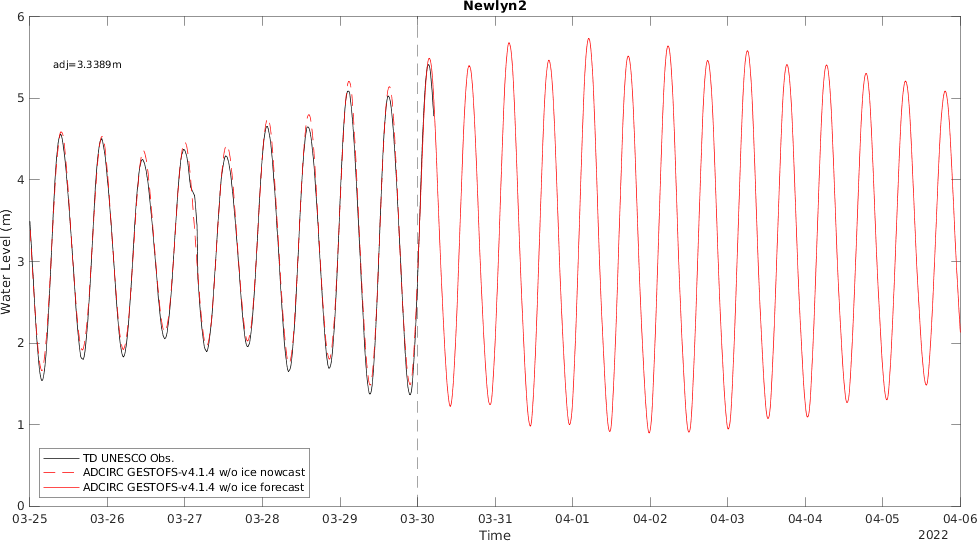 Newlyn2
6
adj=3.3389m
5
4
3
2
1
0
Water Level (m)
TD UNESCO Obs.
ADCIRC GESTOFS-v4.1.4 w/o ice nowcast
ADCIRC GESTOFS-v4.1.4 w/o ice forecast
03-25 03-26 03-27 03-28 03-29 03-30 03-31 04-01 04-02 04-03 04-04 04-05 04-06
Time
2022